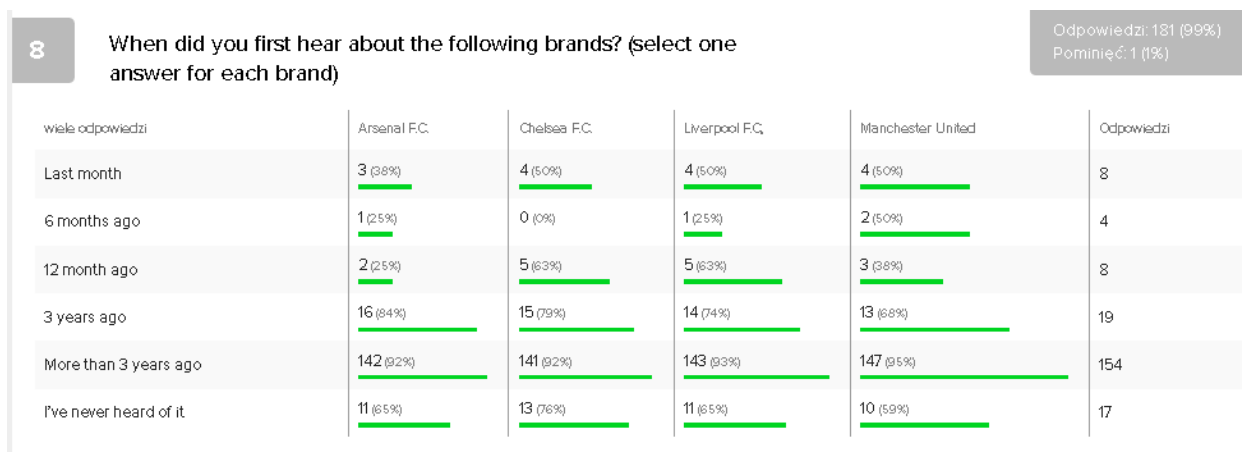 8
When did you first hear about the following brands? (select one
answer for each brand)
Odpowiedzi: 181 (99%)
Pominięć: 1 (1%)
wiele odpowiedzi Arsenal F.C. Chelsea F.C. Liverpool F.C. Manchester United Odpowiedzi
Last month 3 (38%) 4 (50%) 4 (50%) 4 (50%) 8
6 months ago 1 (25%) 0 (0%) 1 (25%) 2 (50%) 4
12 month ago 2 (25%) 5 (63%) 5 (63%) 3 (38%) 8
3 years ago 16 (84%) 15 (79%) 14 (74%) 13 (68%) 19
More than 3 years ago 142 (92%) 141 (92%) 143 (93%) 147 (95%) 154
I've never heard of it 11 (65%) 13 (76%) 11 (65%) 10 (59%) 17